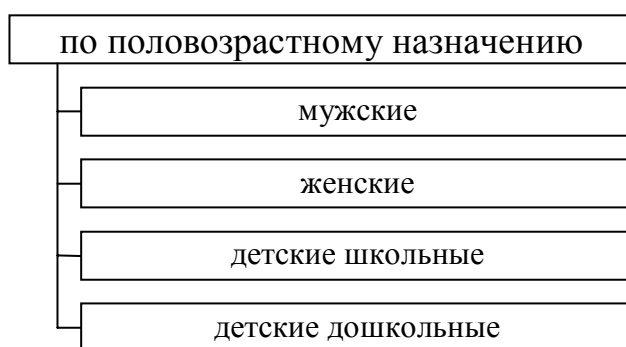 по половозрастному назначению
мужские
женские
детские школьные
детские дошкольные